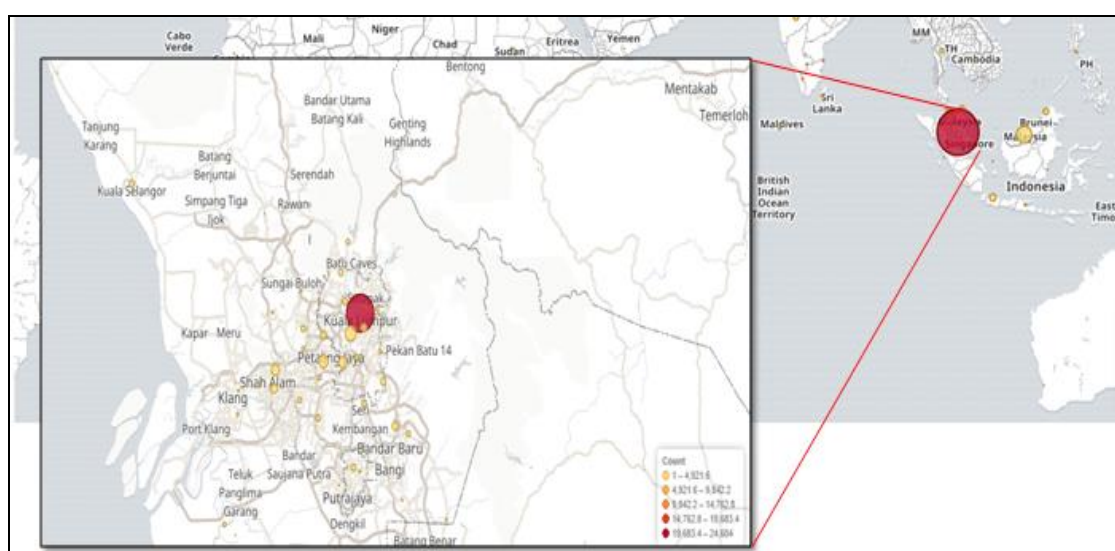 Cabo
Verde
Mali
Niger
Chad
Sudan
Eritrea
Yemen
MM
TH
Cambodia
PH
Sri
Lanka
Maldives
Brunei
Malaysia
Singapore
British
Indian
Ocean
Territory
Indonesia
East
Timo
Bentong
Mentakab
Temerloh
Bandar Utama
Batang Kali
Genting
Highlands
Tanjung
Karang
Batang
Berjuntai
Serendah
Kuala Selangor
Simpang Tiga
Ijok
Rawan
Batu Caves
Sungai Buloh
Kapar
Meru
Kuala Lumpur
Pekan Batu 14
Petaling Jaya
Shah Alam
Klang
Seri
Kembangan
Port Klang
Bandar
Saujana Putra
Bandar Baru
Bangi
Teluk
Panglima
Garang
Putrajaya
Dengkil
Batang Benar
Count
1 – 4,921.6
4,921.6 – 9,842.2
9,842.2 – 14,762.8
14,762.8 – 19,683.4
19,683.4 – 24,604